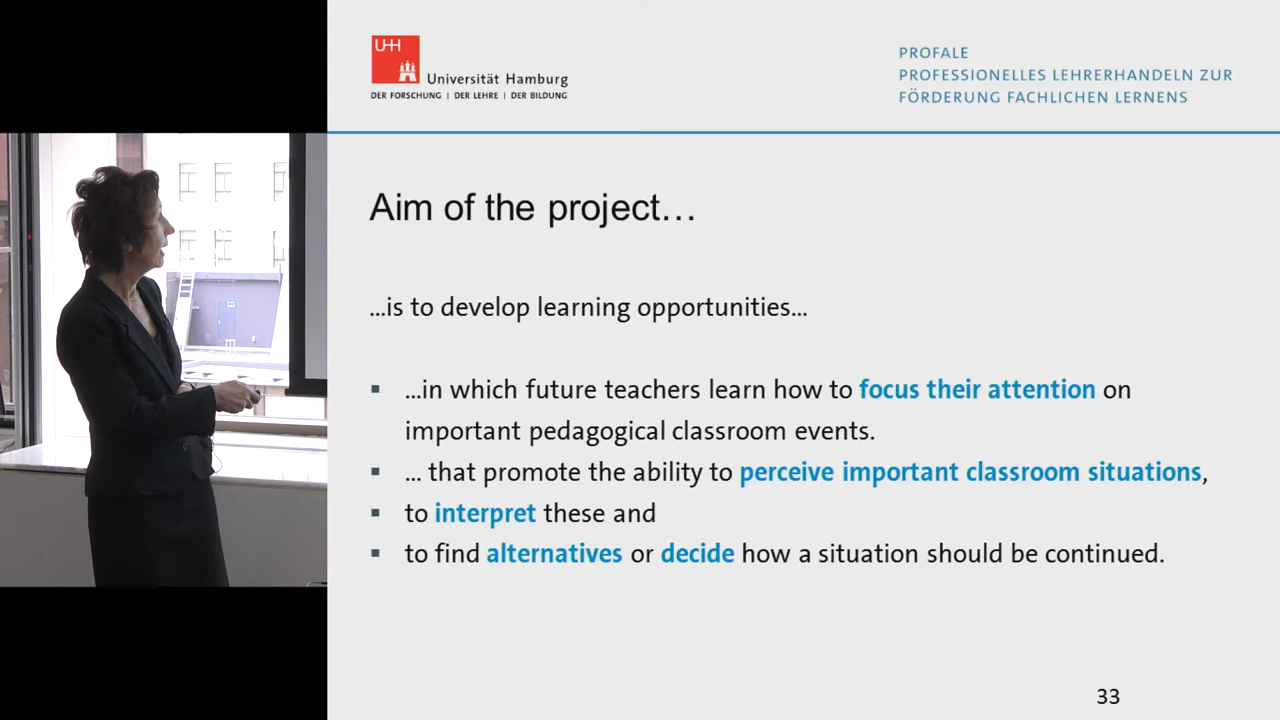 UHH
Universität Hamburg
DER FORSCHUNG | DER LEHRE | DER BILDUNG
PROFALE
PROFESSIONELLES LEHRERHANDELN ZUR
FÖRDERUNG FACHLICHEN LERNENS
Aim of the project…
…is to develop learning opportunities…
▪ …in which future teachers learn how to focus their attention on
important pedagogical classroom events.
▪ … that promote the ability to perceive important classroom situations,
▪ to interpret these and
▪ to find alternatives or decide how a situation should be continued.
33